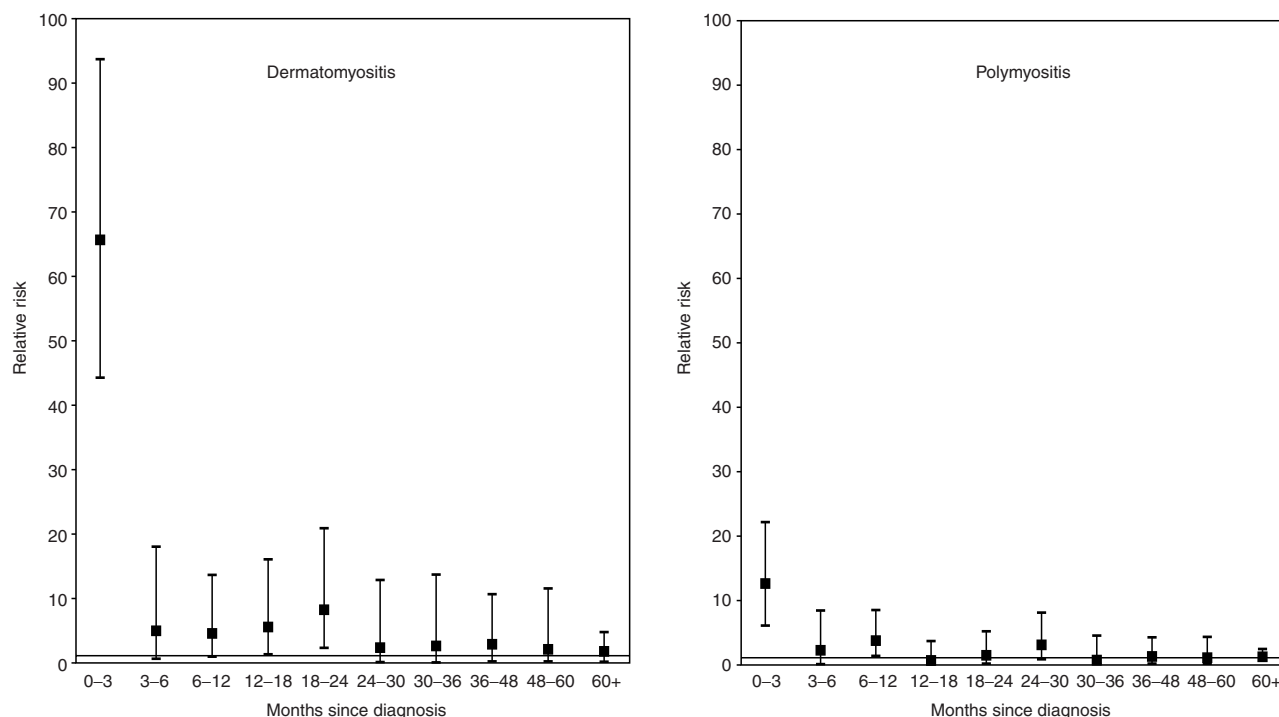 Dermatomyositis
Relative risk
100
90
80
70
60
50
40
30
20
10
0
0–3 3–6 6–12 12–18 18–24 24–30 30–36 36–48 48–60 60+
Months since diagnosis
Polymyositis
Relative risk
100
90
80
70
60
50
40
30
20
10
0
0–3 3–6 6–12 12–18 18–24 24–30 30–36 36–48 48–60 60+
Months since diagnosis